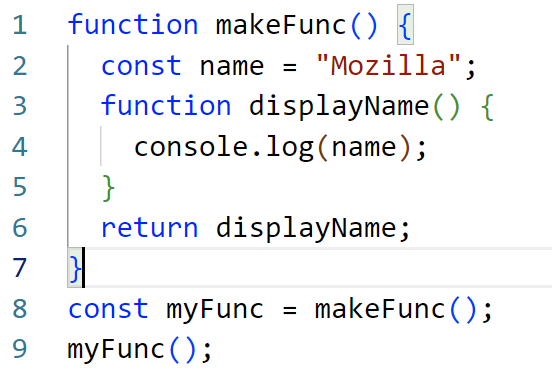 1 function makeFunc() {
2   const name = "Mozilla";
3   function displayName() {
4     console.log(name);
5   }
6   return displayName;
7 }
8 const myFunc = makeFunc();
9 myFunc();